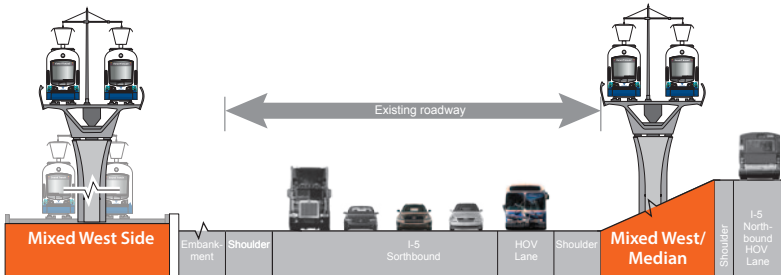 Existing roadway
Mixed West Side
Embank-
ment
Shoulder
I-5
Sorthbound
HOV
Lane
Shoulder
Mixed West/
Median
Shoulder
I-5
North-
bound
HOV
Lane